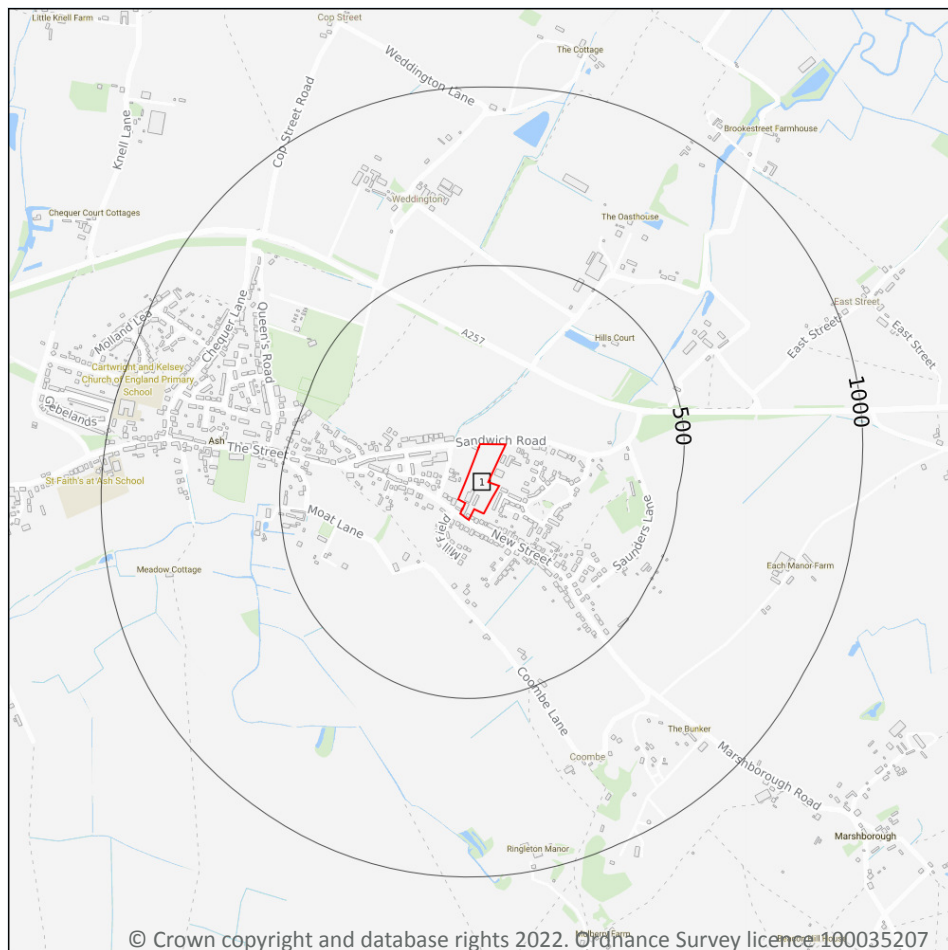 Little Knell Farm
Cop Street
The Cottage
Weddington Lane
Knell Lane
Cop Street Road
Brookestreet Farmhouse
Weddington
Chequer Court Cottages
The Oasthouse
A257
Hills Court
East Street
East Street
East Street
Molland Lea
Chequer Lane
Queen's Road
Cartwright and Kelsey
Church of England Primary
School
Gebelands
1000
500
Ash
The Street
Sandwich Road
St Faith's at Ash School
1
Moat Lane
Mill Field
New Street
Saunders Lane
Meadow Cottage
Each Manor Farm
Coombe Lane
The Bunker
Coombe
Marshborough Road
Marshborough
Ringleton Manor
© Crown copyright and database rights 2022. Ordnance Survey licence 100035207